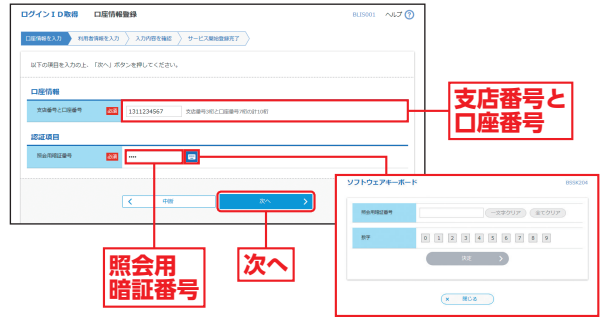 ログインID取得　口座情報登録
BLIS001　ヘルプ ?
口座情報を入力　利用者情報を入力　入力内容を確認　サービス開始登録完了
以下の項目を入力の上、「次へ」ボタンを押してください。
口座情報
支店番号と口座番号　必須　1311234567　支店番号3桁と口座番号7桁の計10桁
認証項目
照会用暗証番号　必須　••••
中断　次へ
支店番号と
口座番号
照会用
暗証番号
次へ
ソフトウェアキーボード　BSSK204
照会用暗証番号　一文字クリア　全てクリア
数字　0 1 2 3 4 5 6 7 8 9
決定
× 閉じる